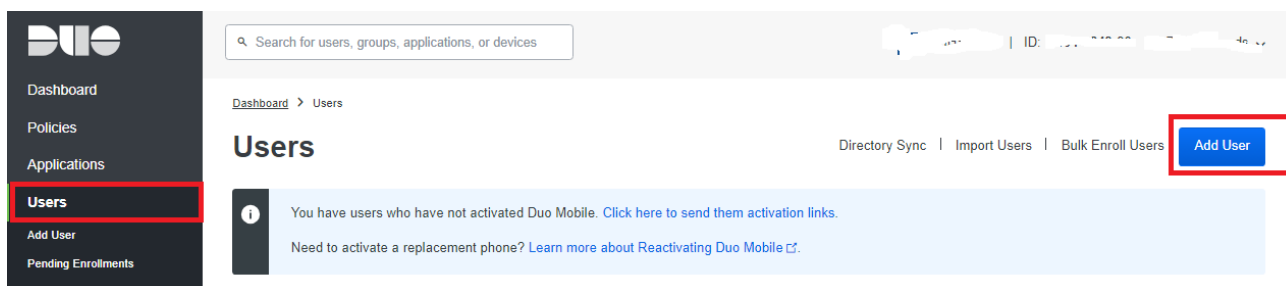 DUO
Search for users, groups, applications, or devices
| ID:
Dashboard
Policies
Applications
Users
Add User
Pending Enrollments
Dashboard > Users
Users
Directory Sync | Import Users | Bulk Enroll Users Add User
You have users who have not activated Duo Mobile. Click here to send them activation links.
Need to activate a replacement phone? Learn more about Reactivating Duo Mobile.